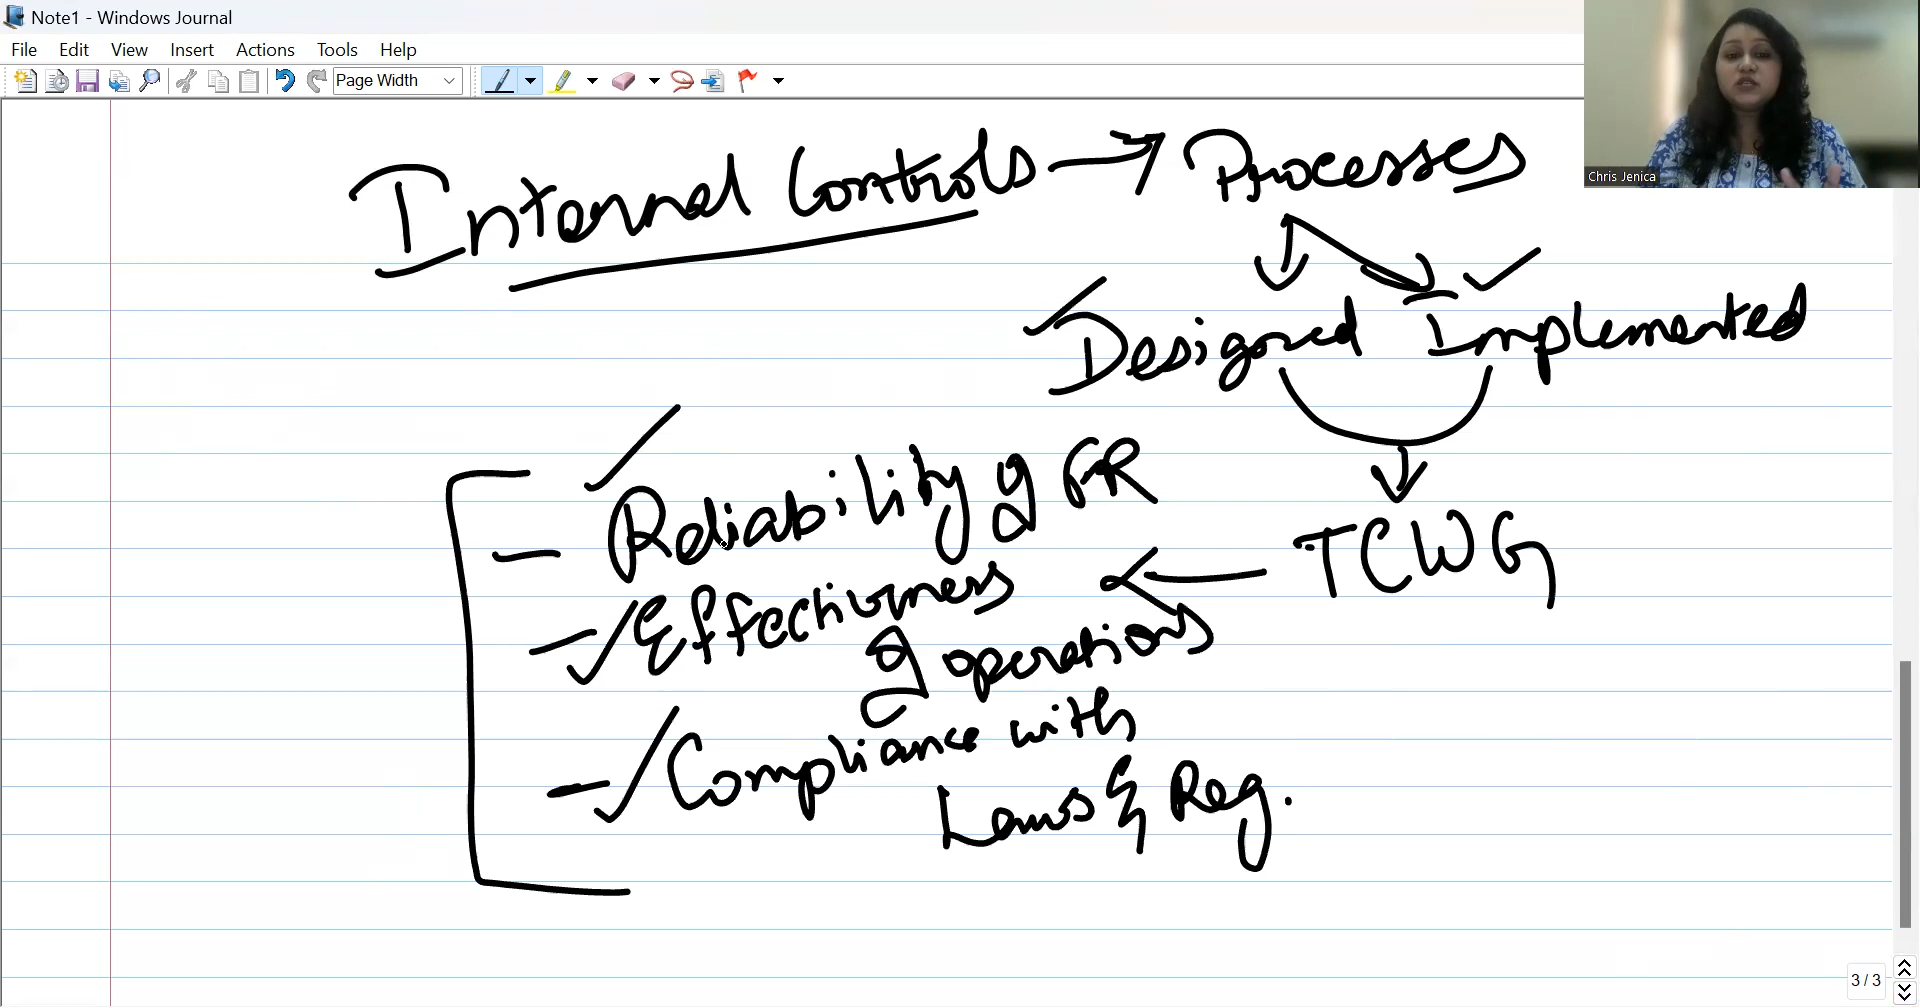 Note1 - Windows Journal
File Edit View Insert Actions Tools Help
Page Width
Chris Jenica
Internal Controls → Processes
Designed Implemented
Reliability of FR
TCWG
Effectiveness
of operations
Compliance with
Laws & Reg.
3 / 3